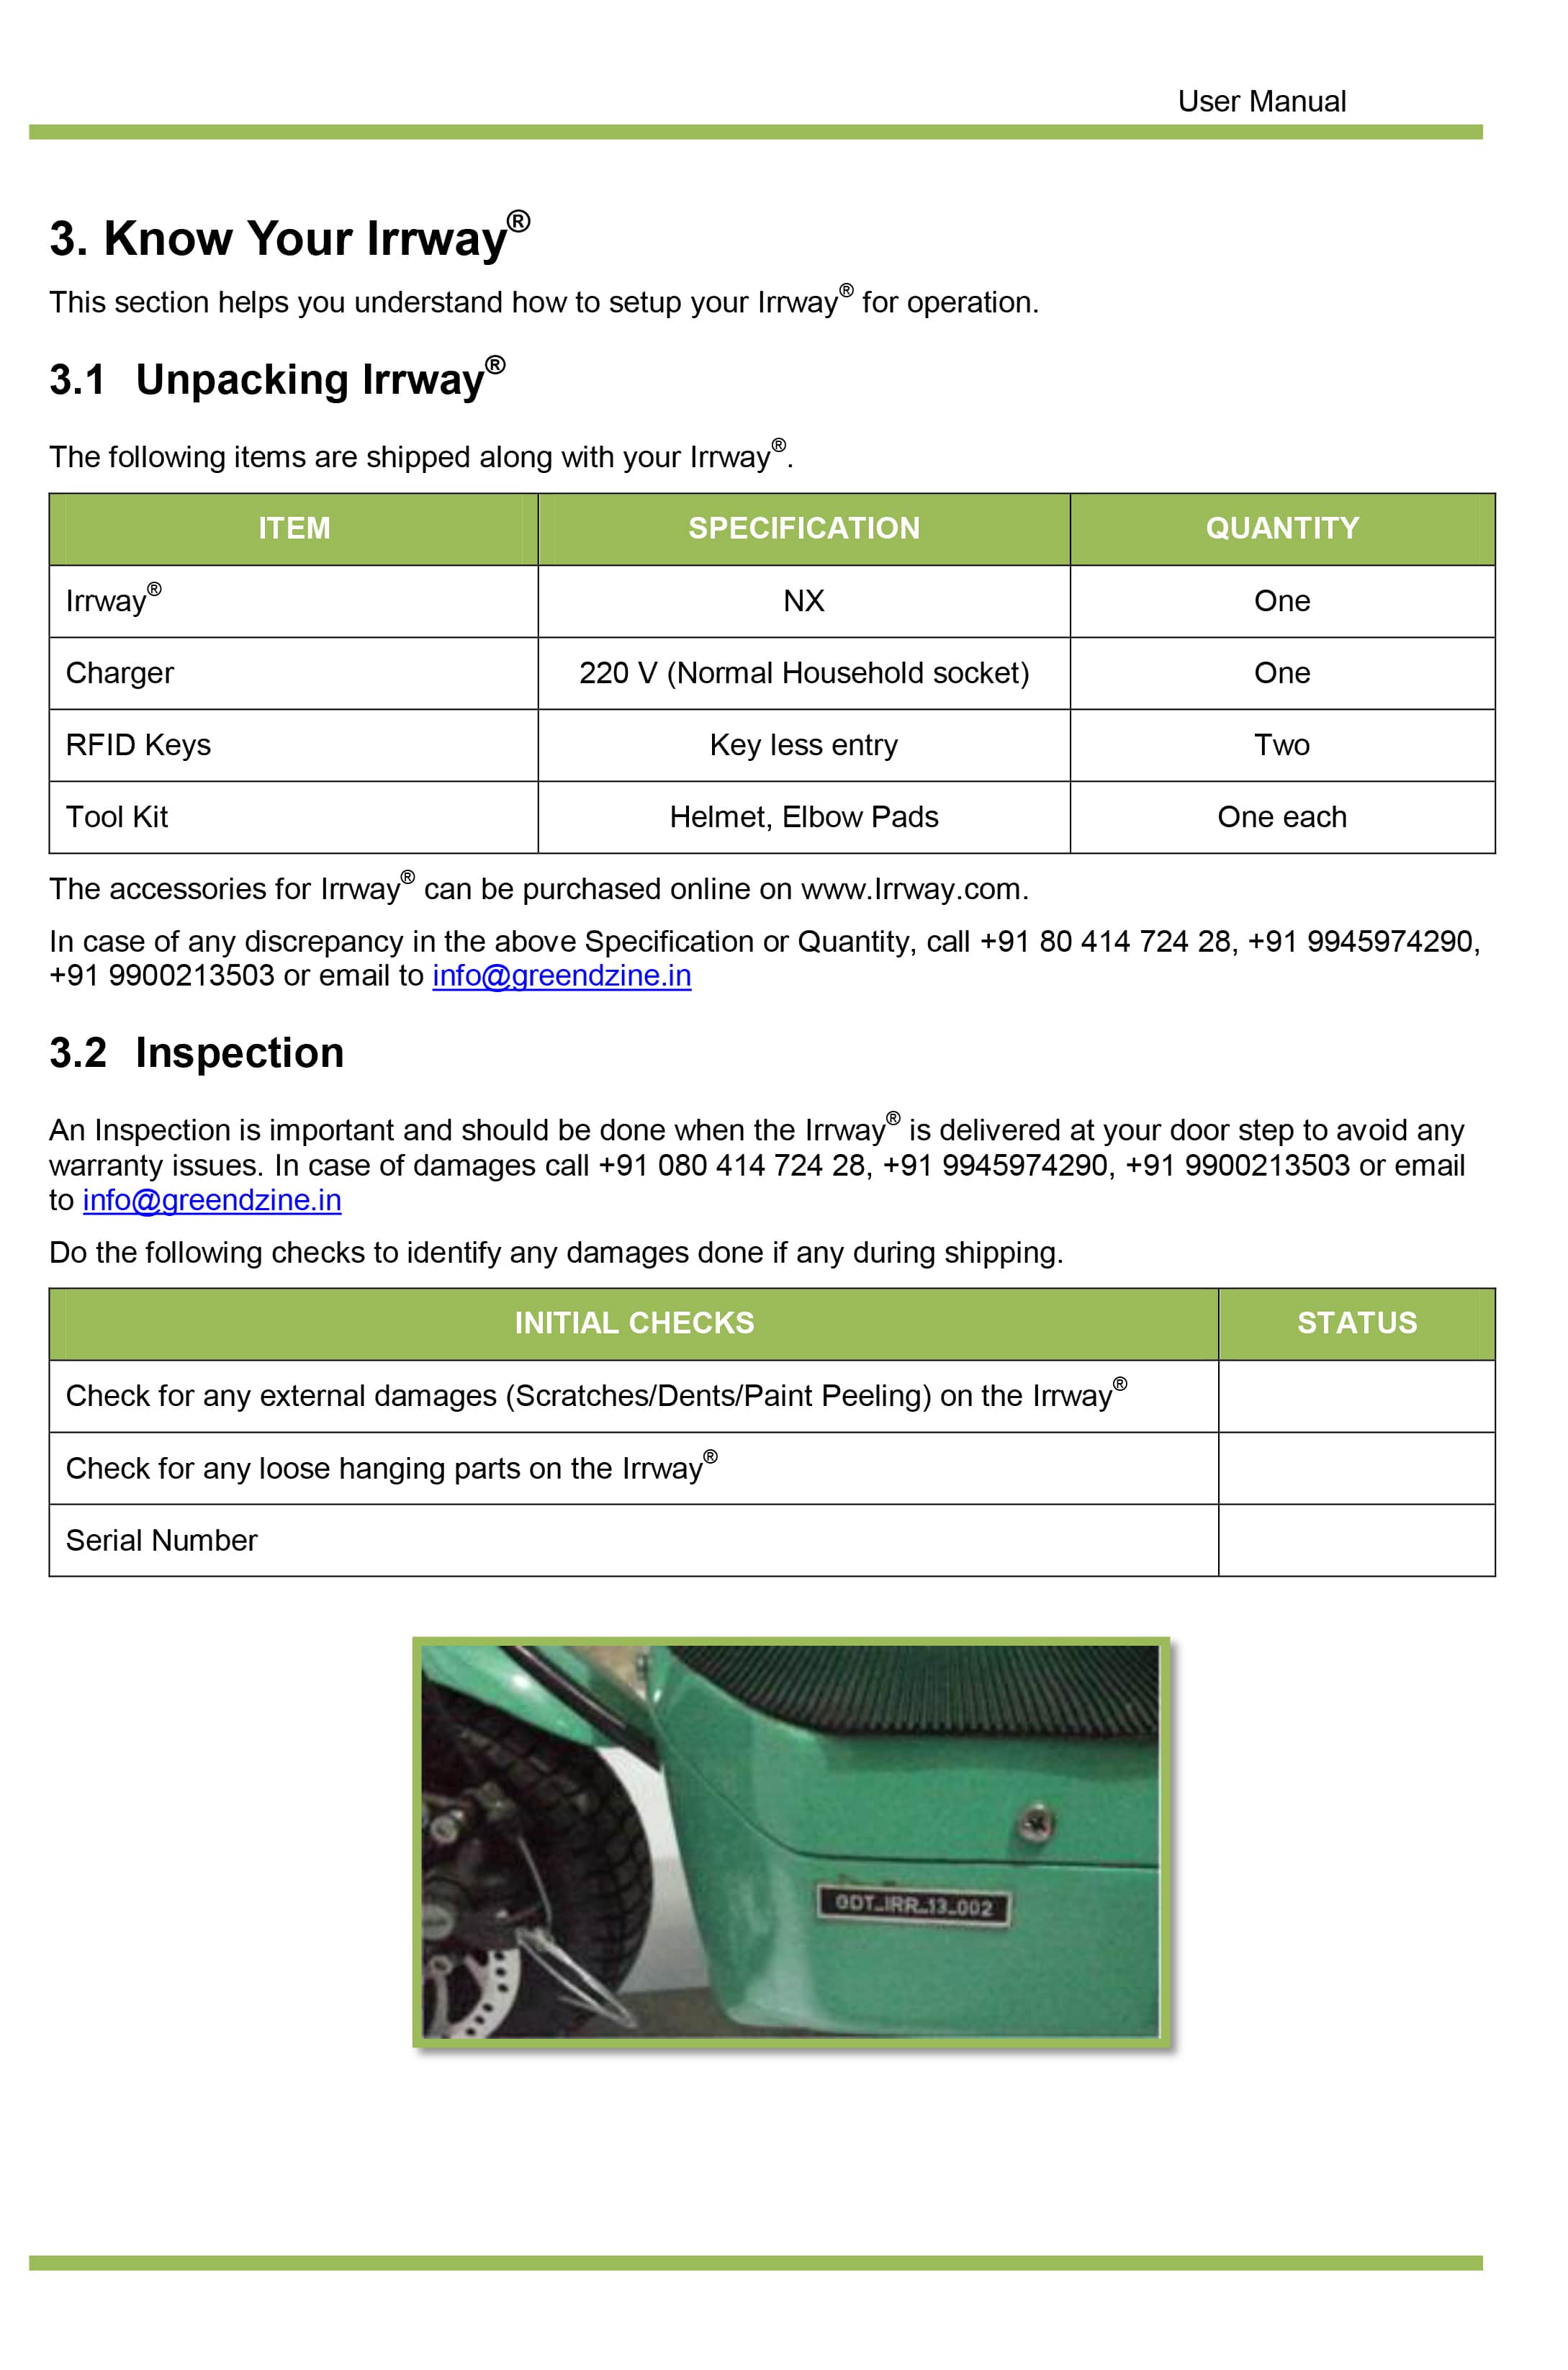 User Manual
3. Know Your Irrway®
This section helps you understand how to setup your Irrway® for operation.
3.1 Unpacking Irrway®
The following items are shipped along with your Irrway®.
ITEM SPECIFICATION QUANTITY
Irrway® NX One
Charger 220 V (Normal Household socket) One
RFID Keys Key less entry Two
Tool Kit Helmet, Elbow Pads One each
The accessories for Irrway® can be purchased online on www.Irrway.com.
In case of any discrepancy in the above Specification or Quantity, call +91 80 414 724 28, +91 9945974290,
+91 9900213503 or email to info@greendzine.in
3.2 Inspection
An Inspection is important and should be done when the Irrway® is delivered at your door step to avoid any
warranty issues. In case of damages call +91 080 414 724 28, +91 9945974290, +91 9900213503 or email
to info@greendzine.in
Do the following checks to identify any damages done if any during shipping.
INITIAL CHECKS STATUS
Check for any external damages (Scratches/Dents/Paint Peeling) on the Irrway®
Check for any loose hanging parts on the Irrway®
Serial Number
GDT_IRR_13_002